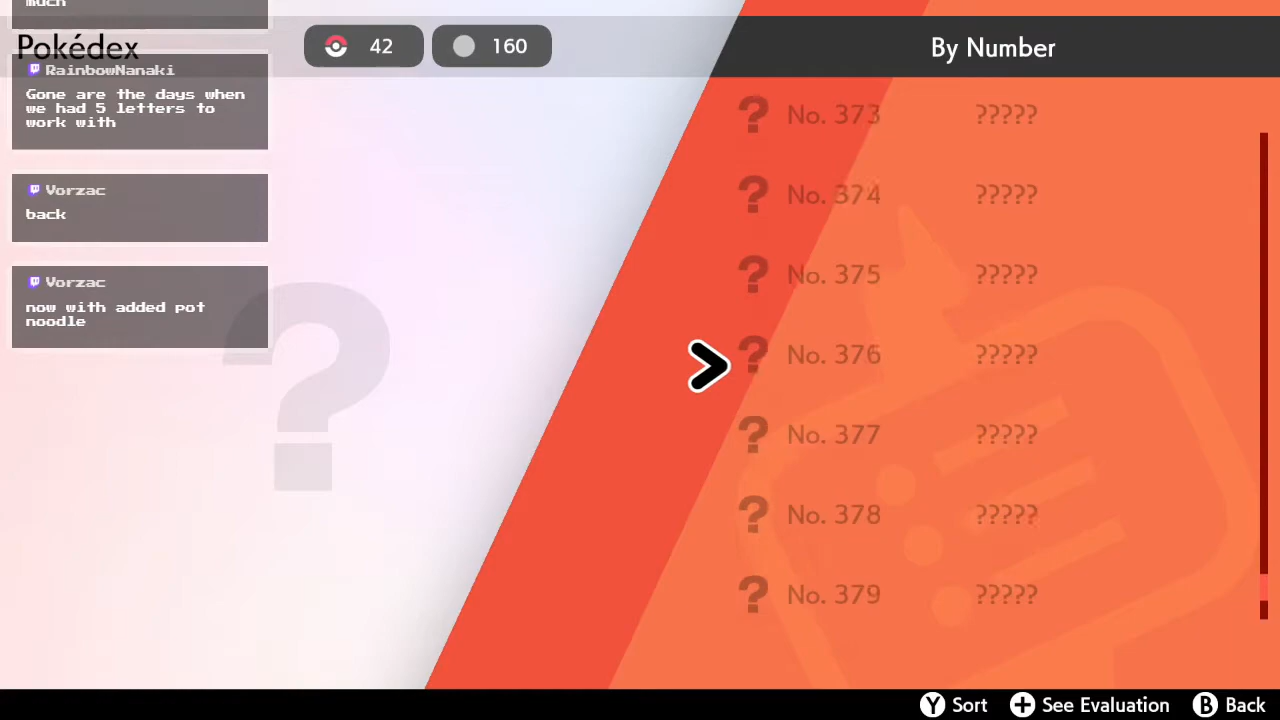 much
Pokédex
42
160
By Number
RainbowNanaki
Gone are the days when
we had 5 letters to
work with
Vorzac
back
Vorzac
now with added pot
noodle
? No. 373 ?????
? No. 374 ?????
? No. 375 ?????
? No. 376 ?????
? No. 377 ?????
? No. 378 ?????
? No. 379 ?????
?
Y Sort + See Evaluation B Back